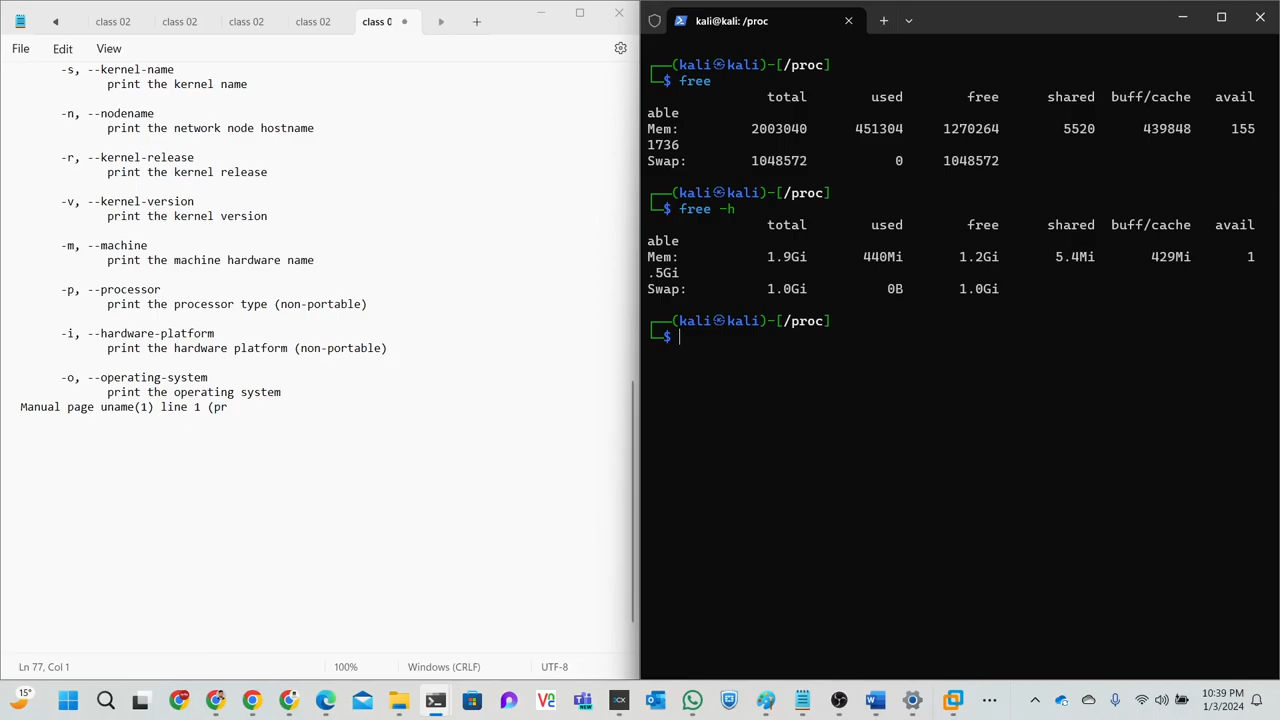 class 02
class 02
class 02
class 02
class 0
File
Edit
View
-s, --kernel-name
print the kernel name
-n, --nodename
print the network node hostname
-r, --kernel-release
print the kernel release
-v, --kernel-version
print the kernel version
-m, --machine
print the machine hardware name
-p, --processor
print the processor type (non-portable)
-i, --hardware-platform
print the hardware platform (non-portable)
-o, --operating-system
print the operating system
Manual page uname(1) line 1 (pr
Ln 77, Col 1
100%
Windows (CRLF)
UTF-8
kali@kali: /proc
┌──(kali㉿kali)-[/proc]
└─$ free
total used free shared buff/cache avail
able
Mem: 2003040 451304 1270264 5520 439848 155
1736
Swap: 1048572 0 1048572
┌──(kali㉿kali)-[/proc]
└─$ free -h
total used free shared buff/cache avail
able
Mem: 1.9Gi 440Mi 1.2Gi 5.4Mi 429Mi 1
.5Gi
Swap: 1.0Gi 0B 1.0Gi
┌──(kali㉿kali)-[/proc]
└─$
15°
NEW
10:39 PM
1/3/2024